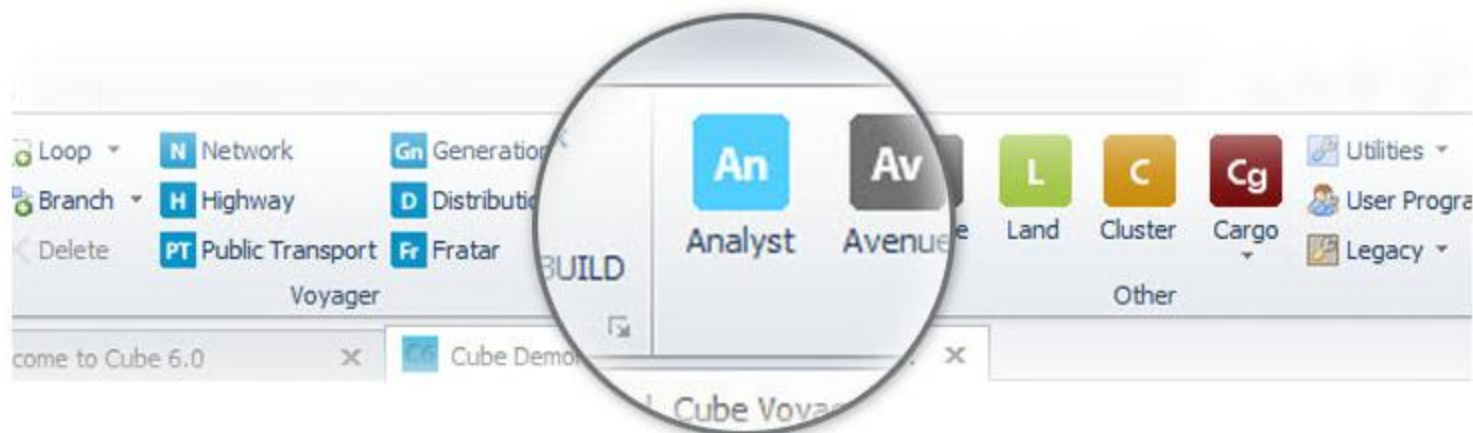 Loop N Network Gn Generation An Av L C Cg Utilities
Branch H Highway D Distributio Analyst Avenue e Land Cluster Cargo User Progra
Delete PT Public Transport Fr Fratar BUILD Legacy
Voyager Other
come to Cube 6.0 C6 Cube Demo
Cube Voya